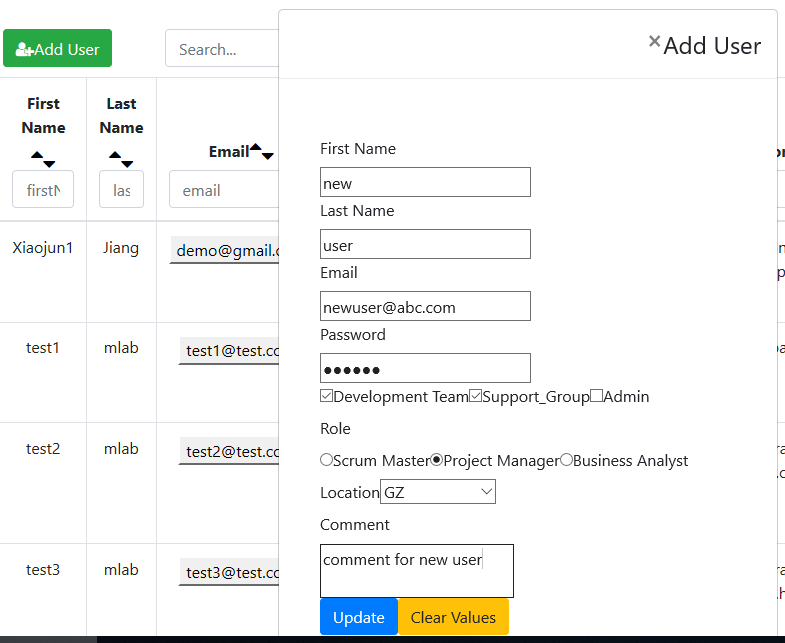 Add User
Search...
×Add User
First Name
Last Name
Email
firstN
las
email
Xiaojun1
Jiang
demo@gmail.c
test1
mlab
test1@test.co
test2
mlab
test2@test.co
test3
mlab
test3@test.co
First Name
new
Last Name
user
Email
newuser@abc.com
Password
●●●●●●
Development Team Support_Group Admin
Role
Scrum Master Project Manager Business Analyst
Location GZ
Comment
comment for new user
Update Clear Values